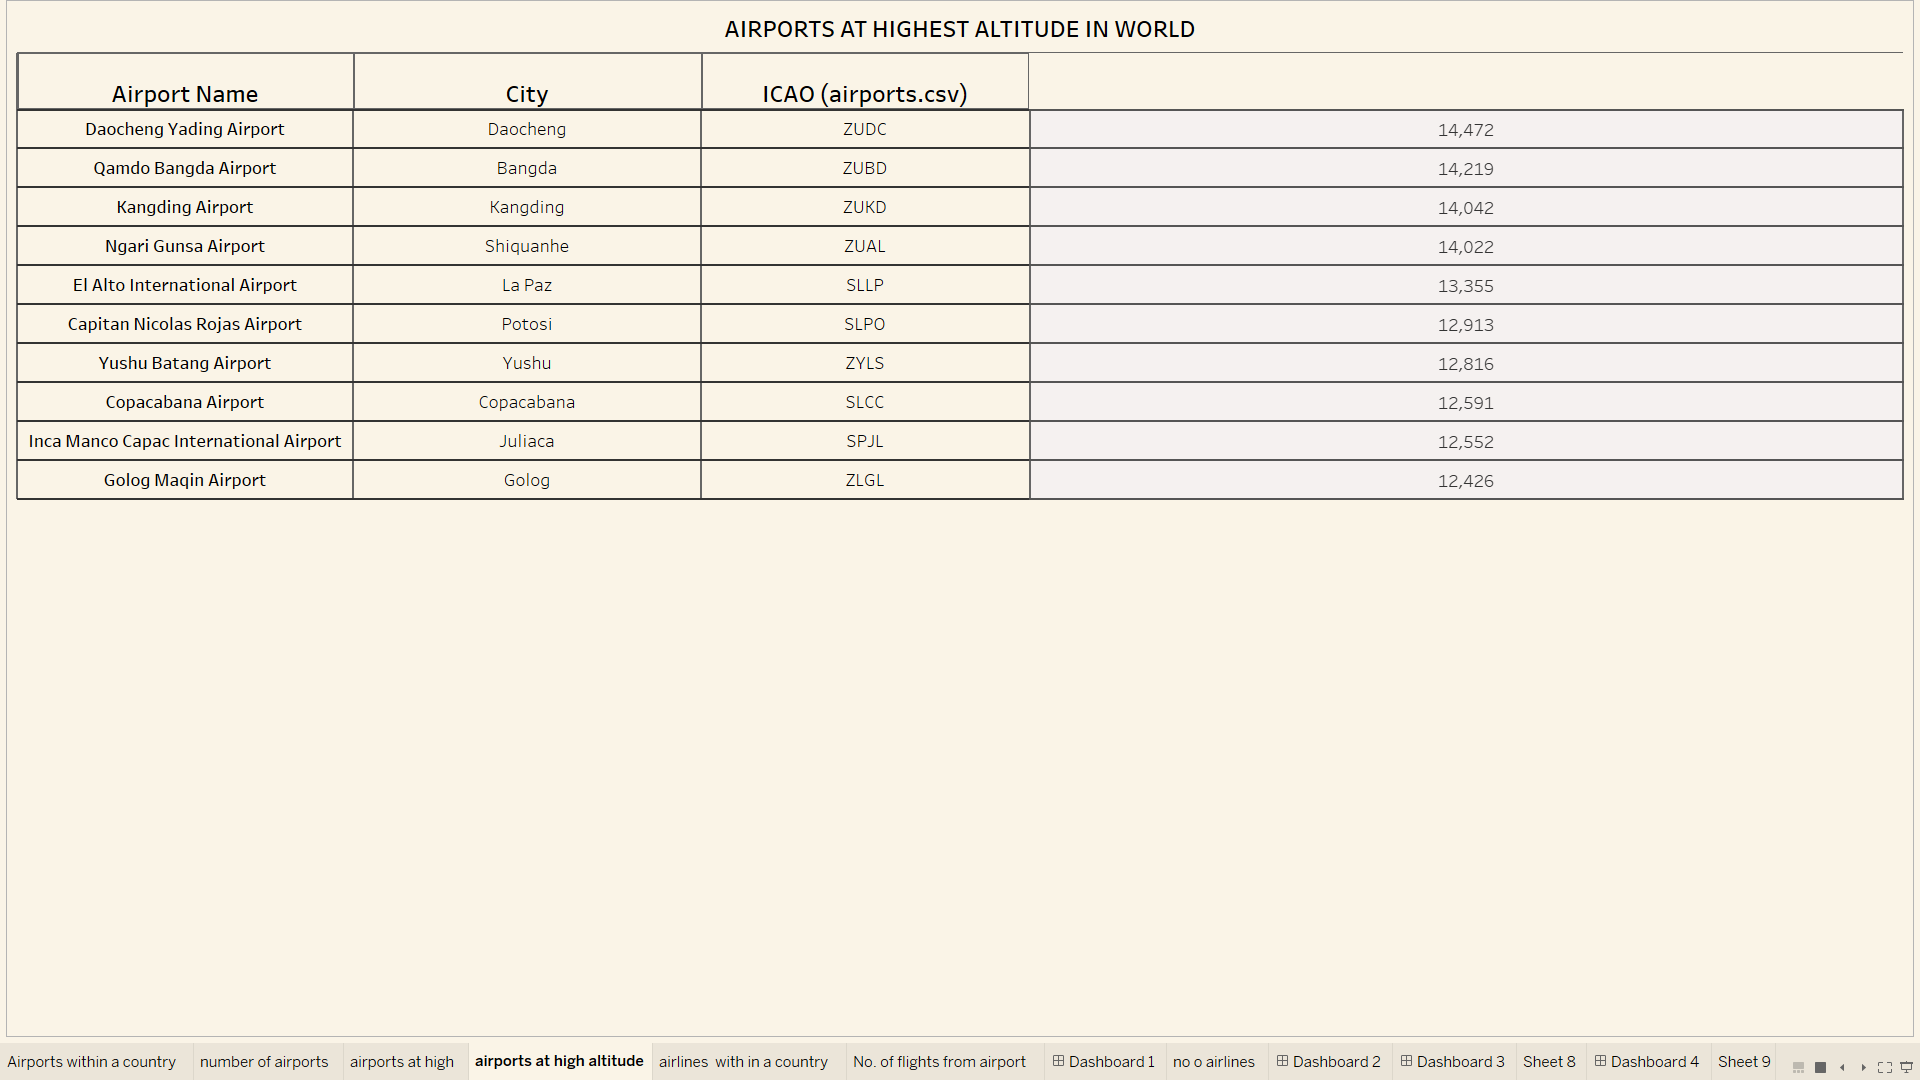 AIRPORTS AT HIGHEST ALTITUDE IN WORLD
Airport Name City ICAO (airports.csv)
Daocheng Yading Airport Daocheng ZUDC 14,472
Qamdo Bangda Airport Bangda ZUBD 14,219
Kangding Airport Kangding ZUKD 14,042
Ngari Gunsa Airport Shiquanhe ZUAL 14,022
El Alto International Airport La Paz SLLP 13,355
Capitan Nicolas Rojas Airport Potosi SLPO 12,913
Yushu Batang Airport Yushu ZYLS 12,816
Copacabana Airport Copacabana SLCC 12,591
Inca Manco Capac International Airport Juliaca SPJL 12,552
Golog Maqin Airport Golog ZLGL 12,426
Airports within a country number of airports airports at high airports at high altitude airlines with in a country No. of flights from airport Dashboard 1 no o airlines Dashboard 2 Dashboard 3 Sheet 8 Dashboard 4 Sheet 9